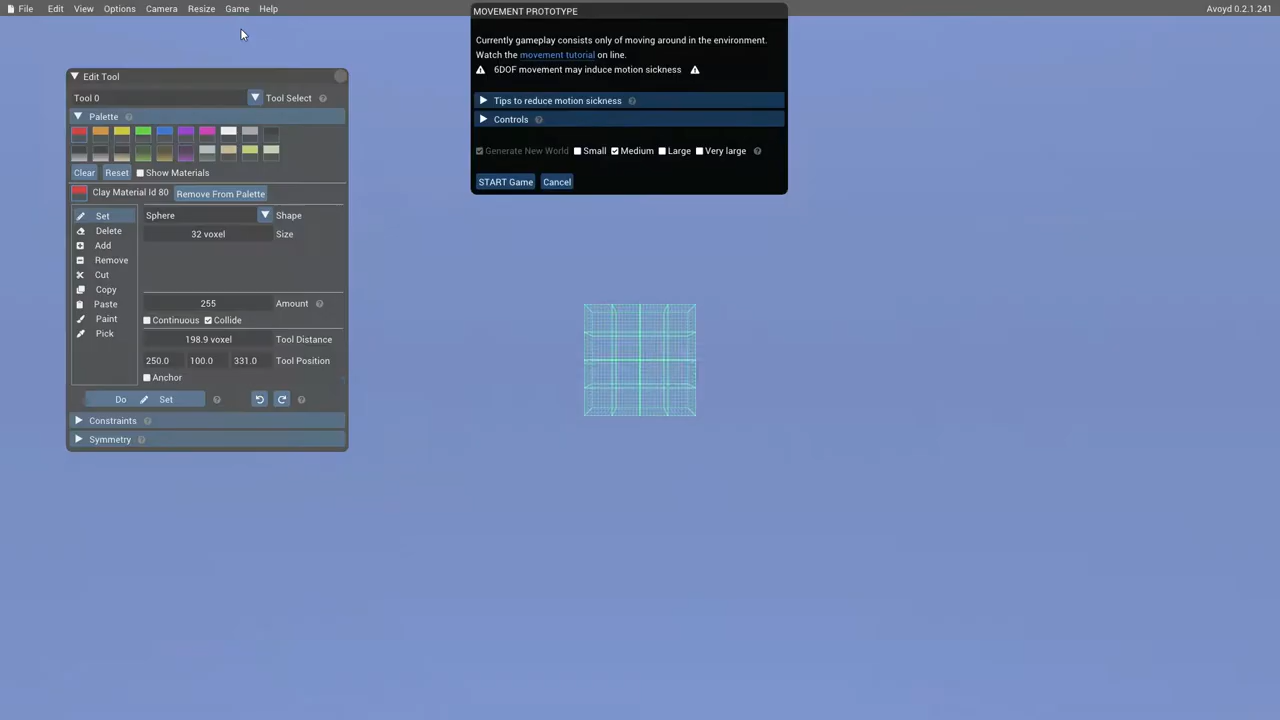 File Edit View Options Camera Resize Game Help
Avoyd 0.2.1.241
MOVEMENT PROTOTYPE
Currently gameplay consists only of moving around in the environment.
Watch the movement tutorial on line.
6DOF movement may induce motion sickness
Tips to reduce motion sickness ?
Controls ?
Generate New World Small Medium Large Very large ?
START Game Cancel
Edit Tool
Tool 0 Tool Select ?
Palette ?
Clear Reset Show Materials
Clay Material Id 80 Remove From Palette
Set
Delete
Add
Remove
Cut
Copy
Paste
Paint
Pick
Sphere Shape
32 voxel Size
255 Amount ?
Continuous Collide
198.9 voxel Tool Distance
250.0 100.0 331.0 Tool Position
Anchor
Do Set ? ?
Constraints ?
Symmetry ?